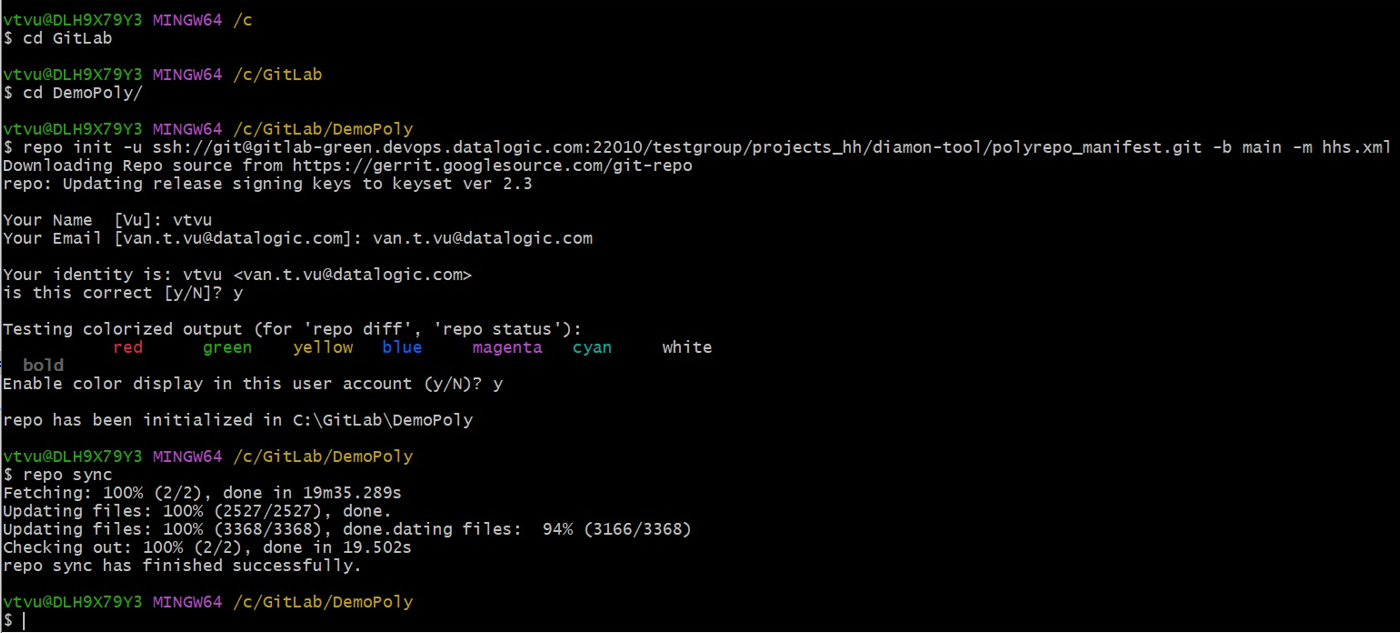 vtvu@DLH9X79Y3 MINGW64 /c
$ cd GitLab
vtvu@DLH9X79Y3 MINGW64 /c/GitLab
$ cd DemoPoly/
vtvu@DLH9X79Y3 MINGW64 /c/GitLab/DemoPoly
$ repo init -u ssh://git@gitlab-green.devops.datalogic.com:22010/testgroup/projects_hh/diamon-tool/polyrepo_manifest.git -b main -m hhs.xml
Downloading Repo source from https://gerrit.googlesource.com/git-repo
repo: Updating release signing keys to keyset ver 2.3
Your Name  [Vu]: vtvu
Your Email [van.t.vu@datalogic.com]: van.t.vu@datalogic.com
Your identity is: vtvu <van.t.vu@datalogic.com>
is this correct [y/N]? y
Testing colorized output (for 'repo diff', 'repo status'):
red green yellow blue magenta cyan white
bold
Enable color display in this user account (y/N)? y
repo has been initialized in C:\GitLab\DemoPoly
vtvu@DLH9X79Y3 MINGW64 /c/GitLab/DemoPoly
$ repo sync
Fetching: 100% (2/2), done in 19m35.289s
Updating files: 100% (2527/2527), done.
Updating files: 100% (3368/3368), done.dating files:  94% (3166/3368)
Checking out: 100% (2/2), done in 19.502s
repo sync has finished successfully.
vtvu@DLH9X79Y3 MINGW64 /c/GitLab/DemoPoly
$